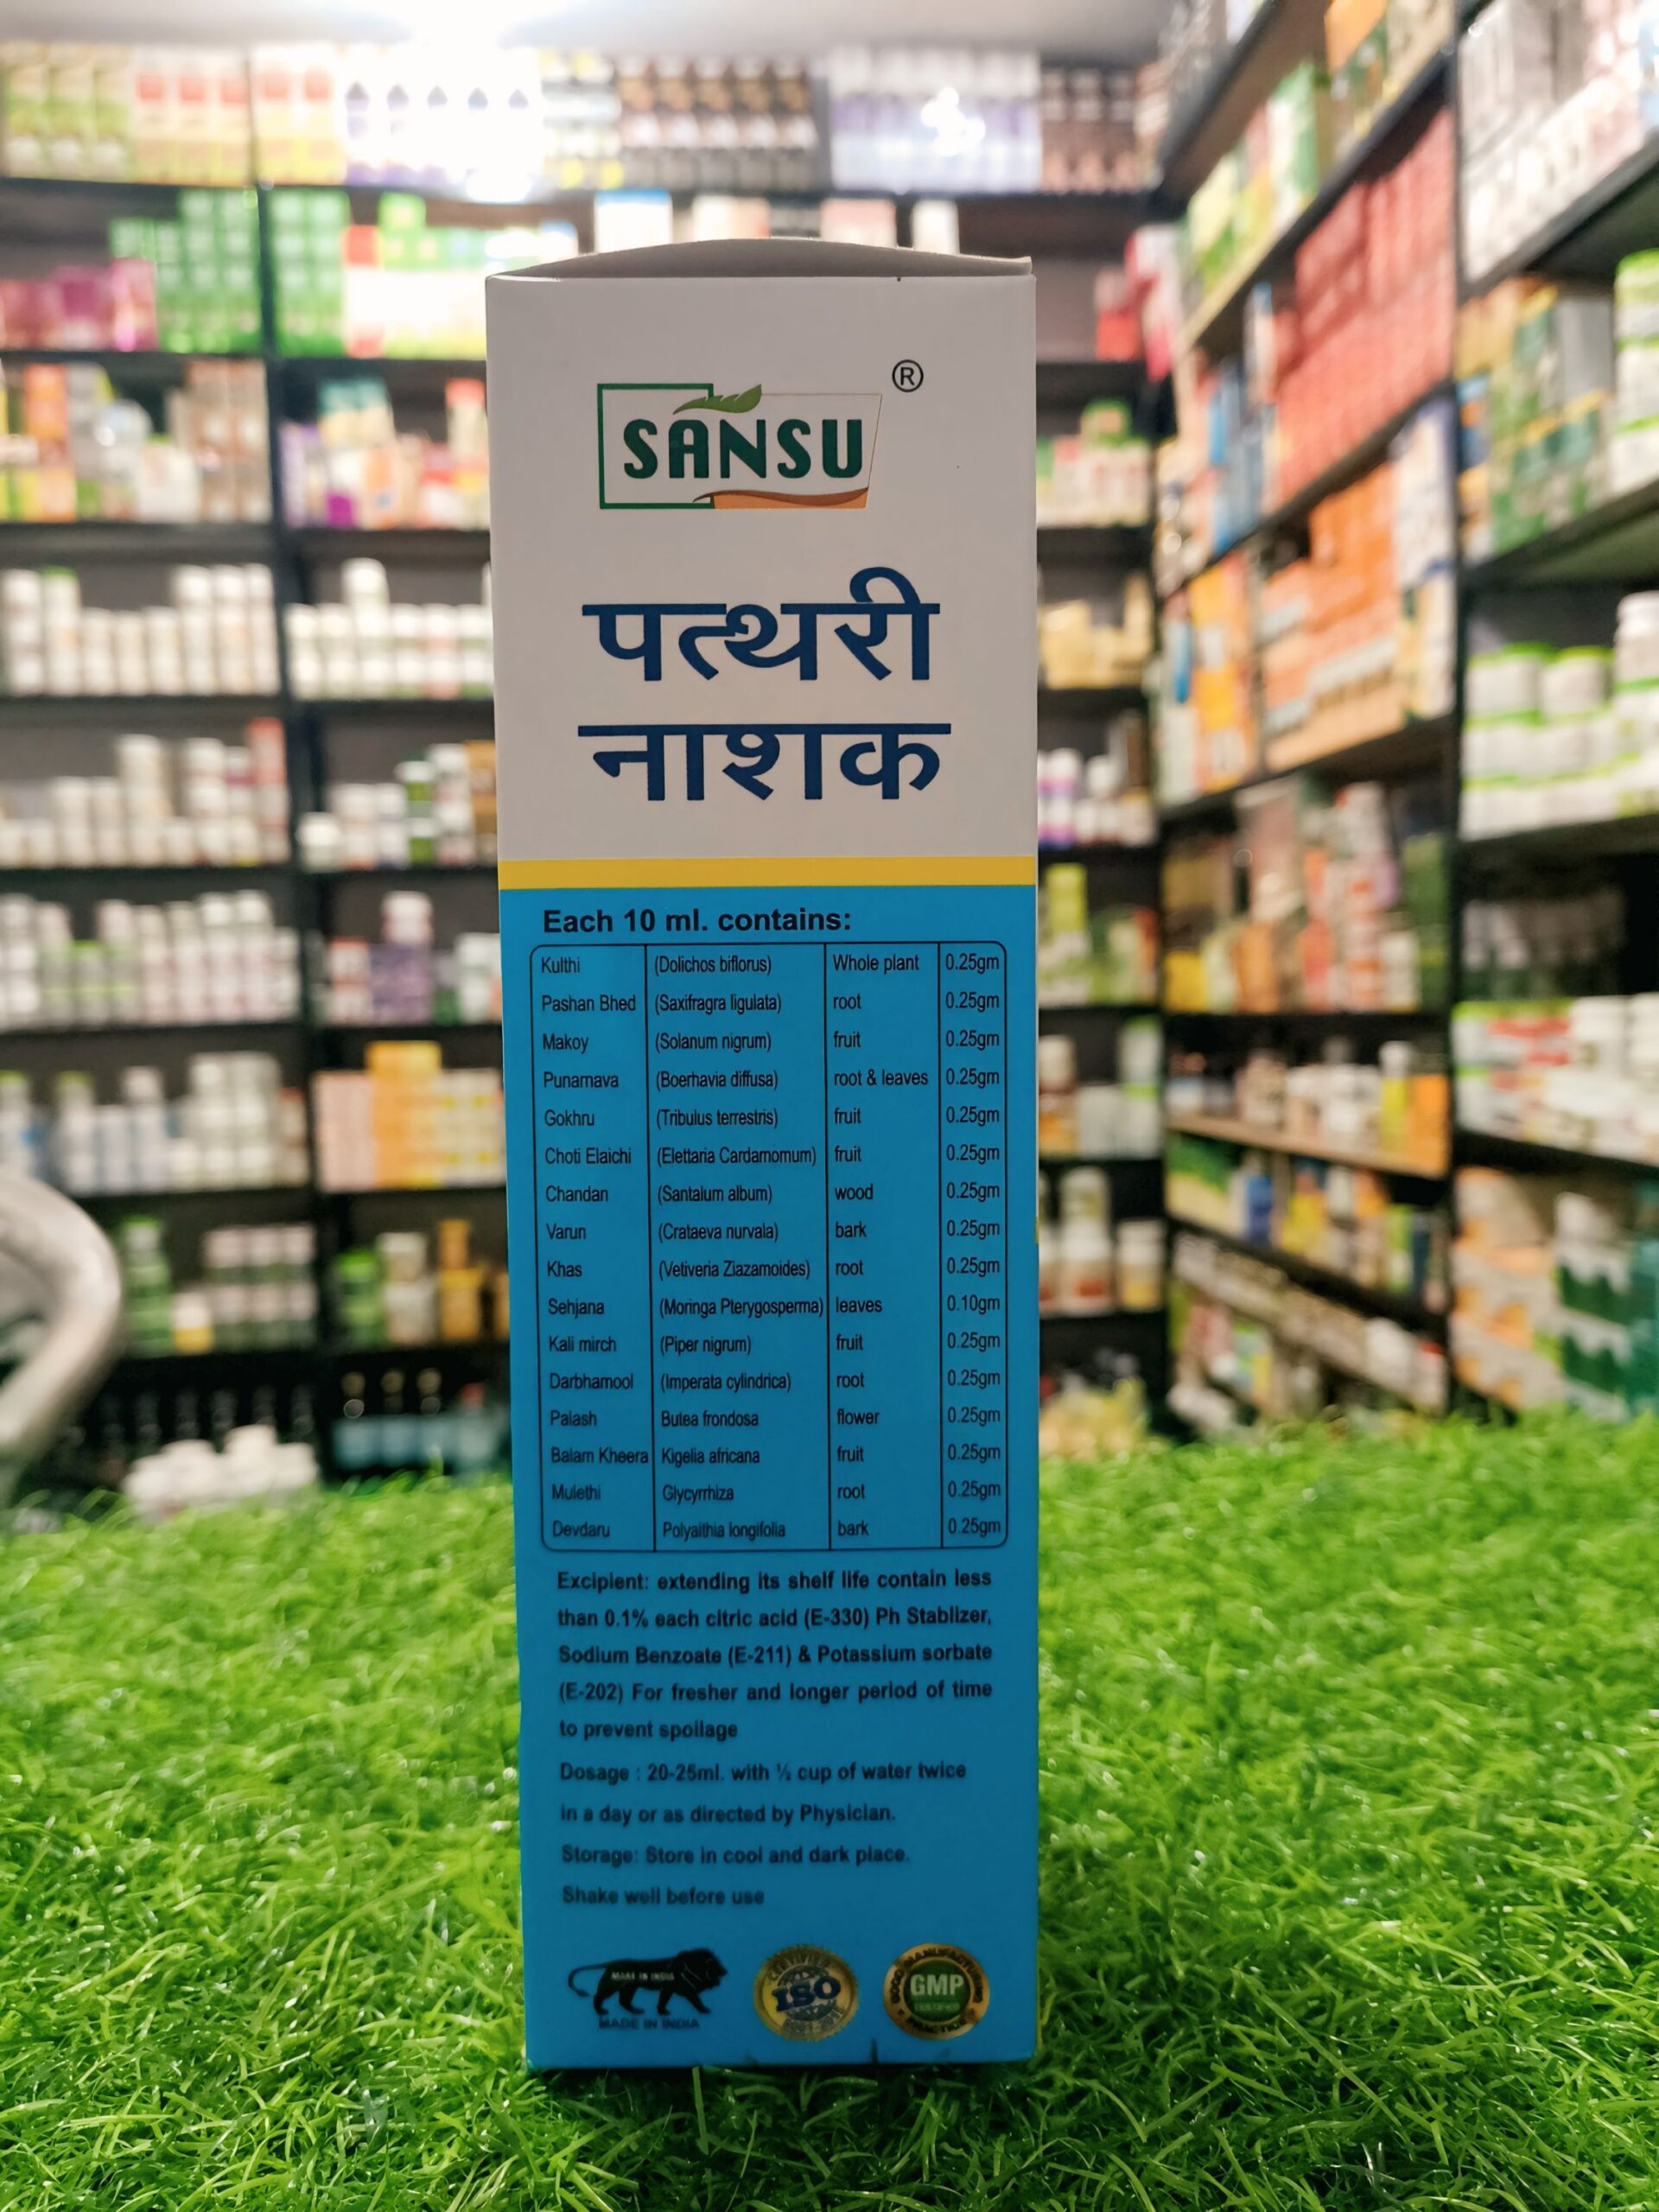 SANSU ®
पत्थरी
नाशक
Each 10 ml. contains:
Kulthi (Dolichos biflorus) Whole plant 0.25gm
Pashan Bhed (Saxifragra ligulata) root 0.25gm
Makoy (Solanum nigrum) fruit 0.25gm
Punarnava (Boerhavia diffusa) root & leaves 0.25gm
Gokhru (Tribulus terrestris) fruit 0.25gm
Choti Elaichi (Elettaria Cardamomum) fruit 0.25gm
Chandan (Santalum album) wood 0.25gm
Varun (Crataeva nurvala) bark 0.25gm
Khas (Vetiveria Ziazamoides) root 0.25gm
Sehjana (Moringa Pterygosperma) leaves 0.10gm
Kali mirch (Piper nigrum) fruit 0.25gm
Darbhamool (Imperata cylindrica) root 0.25gm
Palash Butea frondosa flower 0.25gm
Balam Kheera Kigelia africana fruit 0.25gm
Mulethi Glycyrrhiza root 0.25gm
Devdaru Polyalthia longifolia bark 0.25gm
Excipient: extending its shelf life contain less
than 0.1% each citric acid (E-330) Ph Stablizer,
Sodium Benzoate (E-211) & Potassium sorbate
(E-202) For fresher and longer period of time
to prevent spoilage
Dosage : 20-25ml. with ½ cup of water twice
in a day or as directed by Physician.
Storage: Store in cool and dark place.
Shake well before use
MAKE IN INDIA
MADE IN INDIA
CERTIFIED
ISO
GOOD MANUFACTURING
GMP
PRACTICE